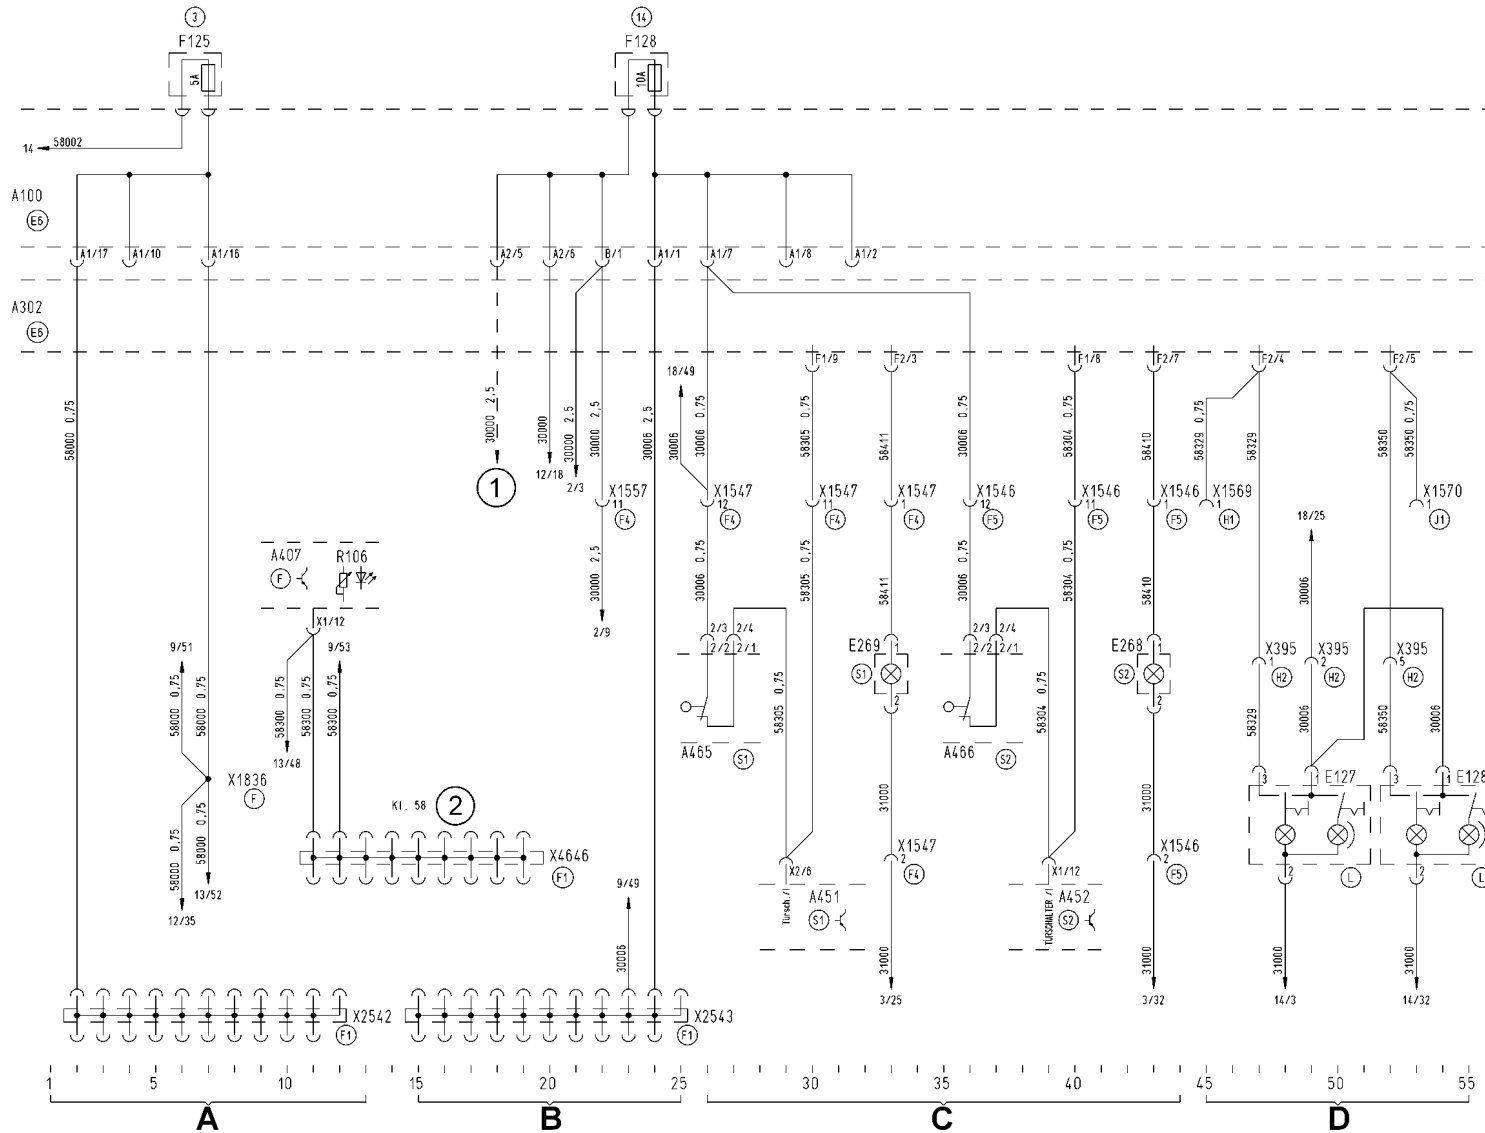 3
14
F125
F128
5A
10A
14
58002
A100
E6
A1/17
A1/10
A1/16
A2/5
A2/6
B/1
A1/1
A1/7
A1/8
A1/2
A302
E6
F1/9
F2/3
F1/8
F2/7
F2/4
F2/5
18/49
58000 0,75
30000 2,5
30000
30000 2,5
30000 2,5
30006 2,5
30006
30006 0,75
58305 0,75
58411
30006 0,75
58304 0,75
58410
58329 0,75
58329
58350
58350 0,75
1
12/18
2/3
X1557
11
F4
X1547
12
F4
X1547
11
F4
X1547
1
F4
X1546
12
F5
X1546
11
F5
X1546
1
F5
X1569
1
H1
X1570
1
J1
18/25
A407
F
R106
30000 2,5
30006 0,75
58305 0,75
58411
30006 0,75
58304 0,75
58410
30006
X1/12
2/9
2/3
2/4
2/2
2/1
E269
1
S1
2
2/3
2/4
2/2
2/1
E268
1
S2
2
X395
1
H2
X395
2
H2
X395
5
H2
9/51
9/53
58000 0,75
58000 0,75
58300 0,75
58300 0,75
58300 0,75
58305 0,75
58304 0,75
58329
30006
58350
30006
A465
S1
A466
S2
13/48
X1836
F
3
1
E127
3
1
E128
Kl. 58
2
31000
31000
58000 0,75
58000 0,75
X4646
F1
X1547
2
F4
X1546
2
F5
2
L
2
L
X2/6
X1/12
13/52
12/35
9/49
Türsch./I
A451
S1
TÜRSCHALTER /I
A452
S2
30006
31000
31000
31000
31000
3/25
3/32
14/3
14/32
X2542
F1
X2543
F1
1
5
10
15
20
25
30
35
40
45
50
55
A
B
C
D